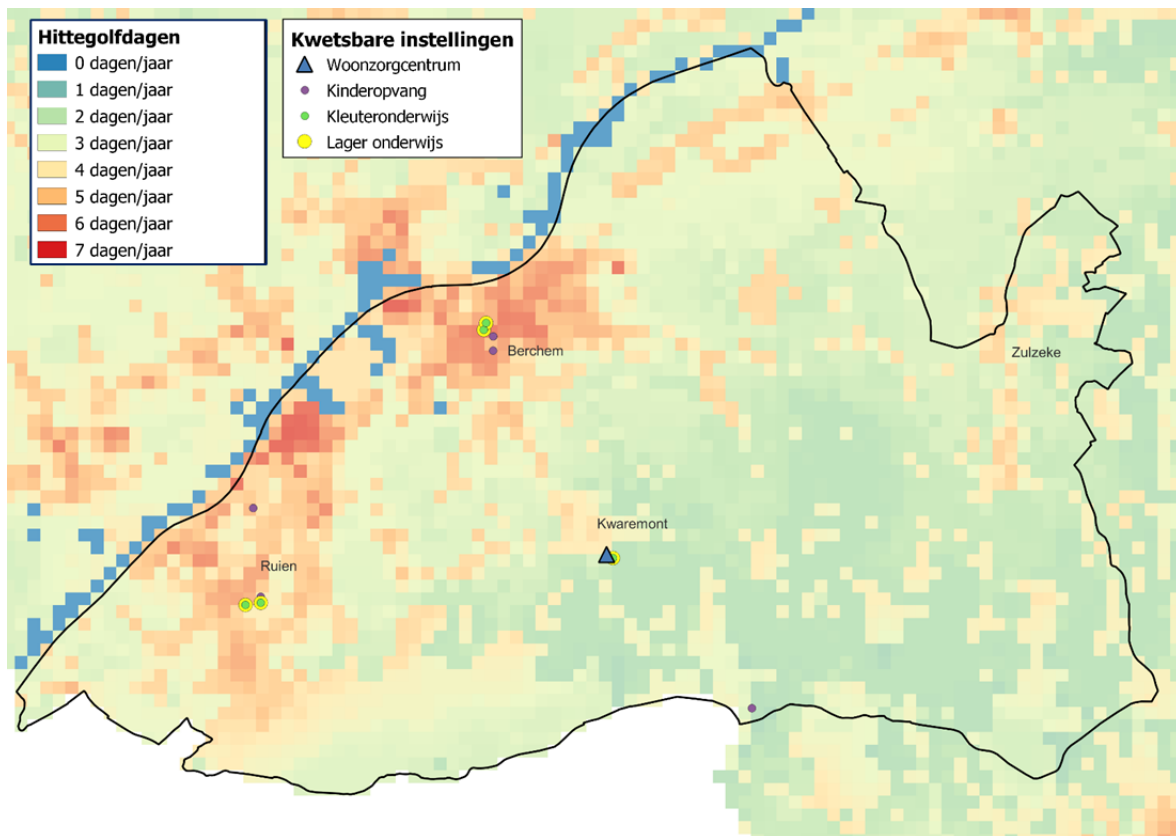 Hittegolfdagen
0 dagen/jaar
1 dagen/jaar
2 dagen/jaar
3 dagen/jaar
4 dagen/jaar
5 dagen/jaar
6 dagen/jaar
7 dagen/jaar
Kwetsbare instellingen
Woonzorgcentrum
Kinderopvang
Kleuteronderwijs
Lager onderwijs
Berchem
Zulzeke
Kwaremont
Ruien